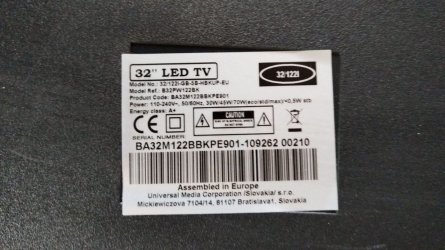 32" LED TV
32/122I
Model: 32/122I-GB-5B-HBKUP-EU
Model Ref.: B32PW122BK
Product Code: BA32M122BBKPE901
Power: 110-240V~, 50/60Hz, 30W/45W/70W(eco/std/max)/<0,5W stb
Energy class: A+
CAUTION
SERIAL NUMBER
BA32M122BBKPE901-109262 00210
Assembled in Europe
Universal Media Corporation /Slovakia/ s.r.o.
Mickiewiczova 7104/14, 81107 Bratislava1, Slovakia